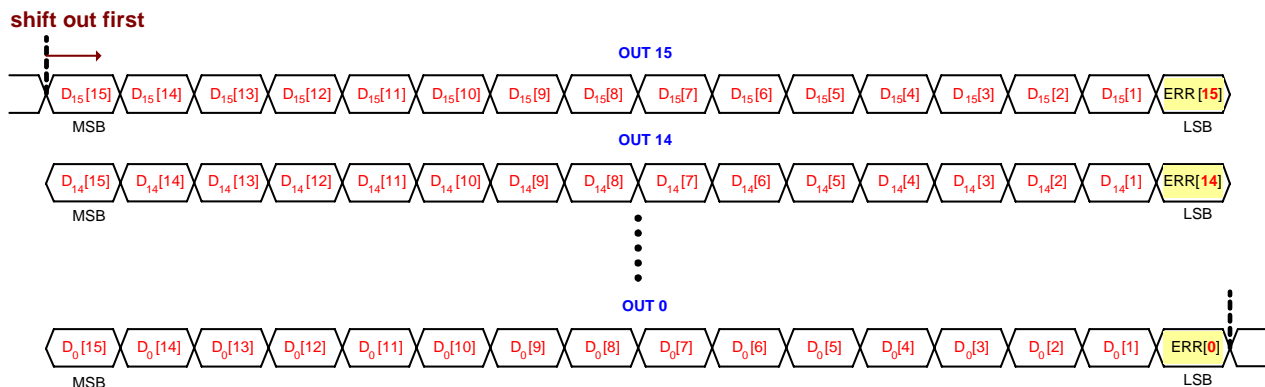 shift out first
OUT 15
D15[15] D15[14] D15[13] D15[12] D15[11] D15[10] D15[9] D15[8] D15[7] D15[6] D15[5] D15[4] D15[3] D15[2] D15[1] ERR[15]
MSB LSB
OUT 14
D14[15] D14[14] D14[13] D14[12] D14[11] D14[10] D14[9] D14[8] D14[7] D14[6] D14[5] D14[4] D14[3] D14[2] D14[1] ERR[14]
MSB LSB
OUT 0
D0[15] D0[14] D0[13] D0[12] D0[11] D0[10] D0[9] D0[8] D0[7] D0[6] D0[5] D0[4] D0[3] D0[2] D0[1] ERR[0]
MSB LSB